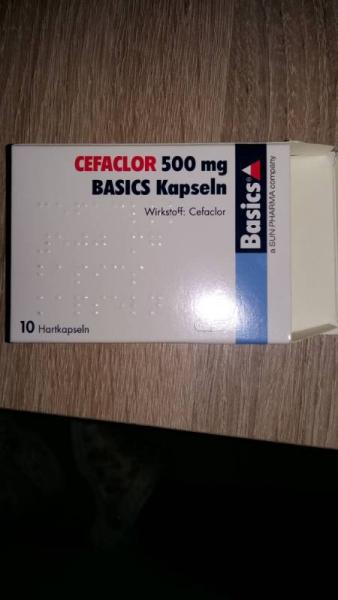 CEFACLOR 500 mg
BASICS Kapseln
Wirkstoff: Cefaclor
10 Hartkapseln
Basics
a SUN PHARMA company